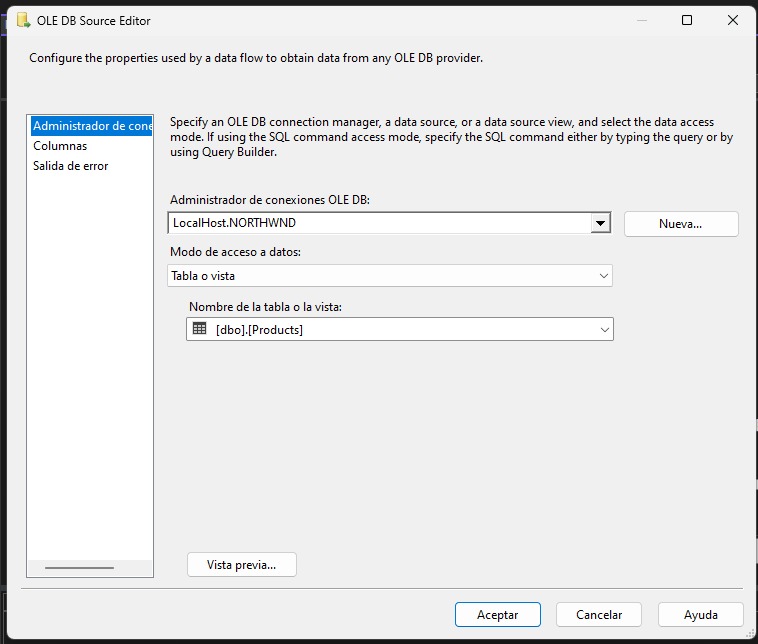 OLE DB Source Editor
Configure the properties used by a data flow to obtain data from any OLE DB provider.
Administrador de cone
Columnas
Salida de error
Specify an OLE DB connection manager, a data source, or a data source view, and select the data access
mode. If using the SQL command access mode, specify the SQL command either by typing the query or by
using Query Builder.
Administrador de conexiones OLE DB:
LocalHost.NORTHWND
Nueva...
Modo de acceso a datos:
Tabla o vista
Nombre de la tabla o la vista:
[dbo].[Products]
Vista previa...
Aceptar
Cancelar
Ayuda